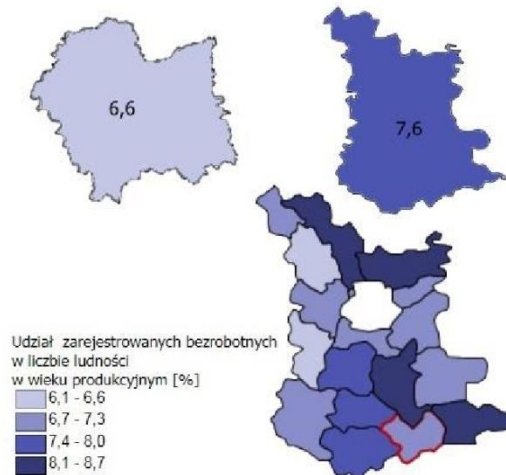 6,6
7,6
Udział zarejestrowanych bezrobotnych
w liczbie ludności
w wieku produkcyjnym [%]
6,1 - 6,6
6,7 - 7,3
7,4 - 8,0
8,1 - 8,7